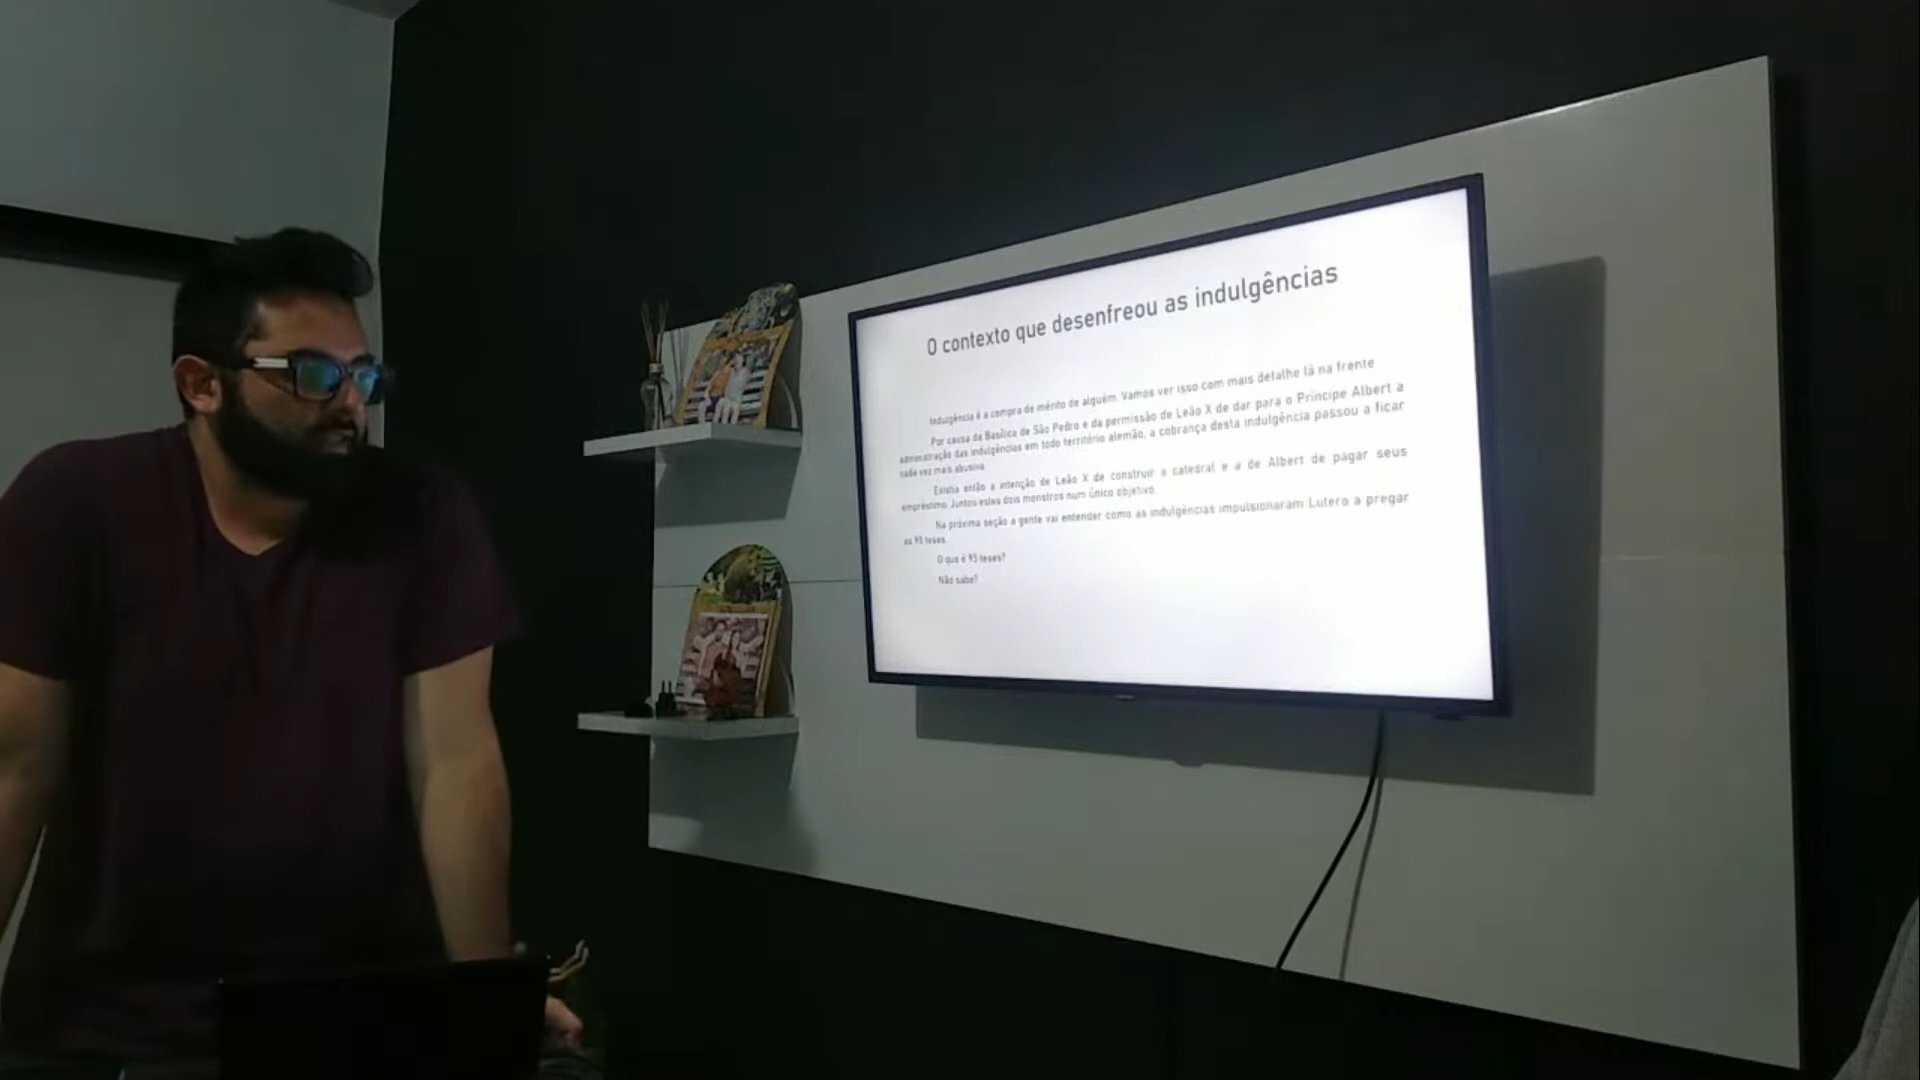 O contexto que desenfreou as indulgências
Indulgência é a compra de mérito de alguém. Vamos ver isso com mais detalhe lá na frente
Por causa da Basílica de São Pedro e da permissão de Leão X de dar para o Príncipe Albert a
administração das indulgências em todo território alemão, a cobrança desta indulgência passou a ficar
cada vez mais abusiva.
Existia então a intenção de Leão X de construir a catedral e a de Albert de pagar seus
empréstimo. Juntou estes dois monstros num único objetivo.
Na próxima seção a gente vai entender como as indulgências impulsionaram Lutero a pregar
as 95 teses.
O que é 95 teses?
Não sabe?